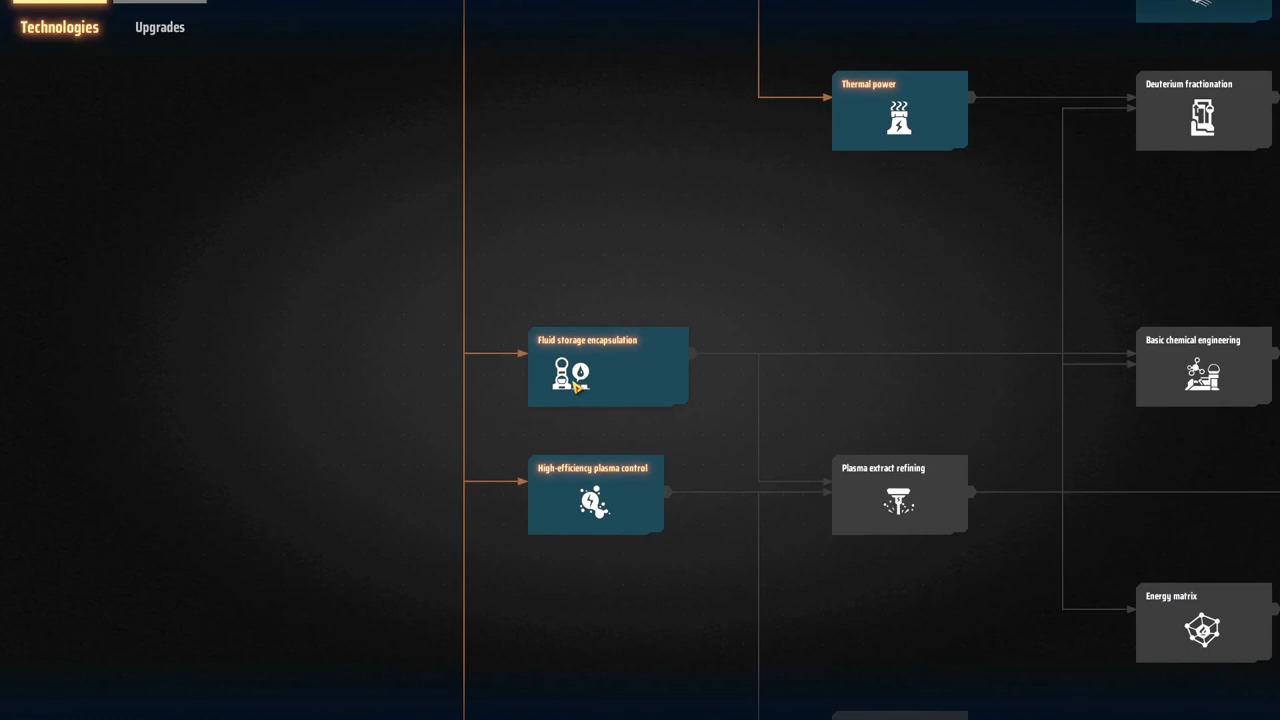 Technologies
Upgrades
Thermal power
Deuterium fractionation
Fluid storage encapsulation
Basic chemical engineering
High-efficiency plasma control
Plasma extract refining
Energy matrix